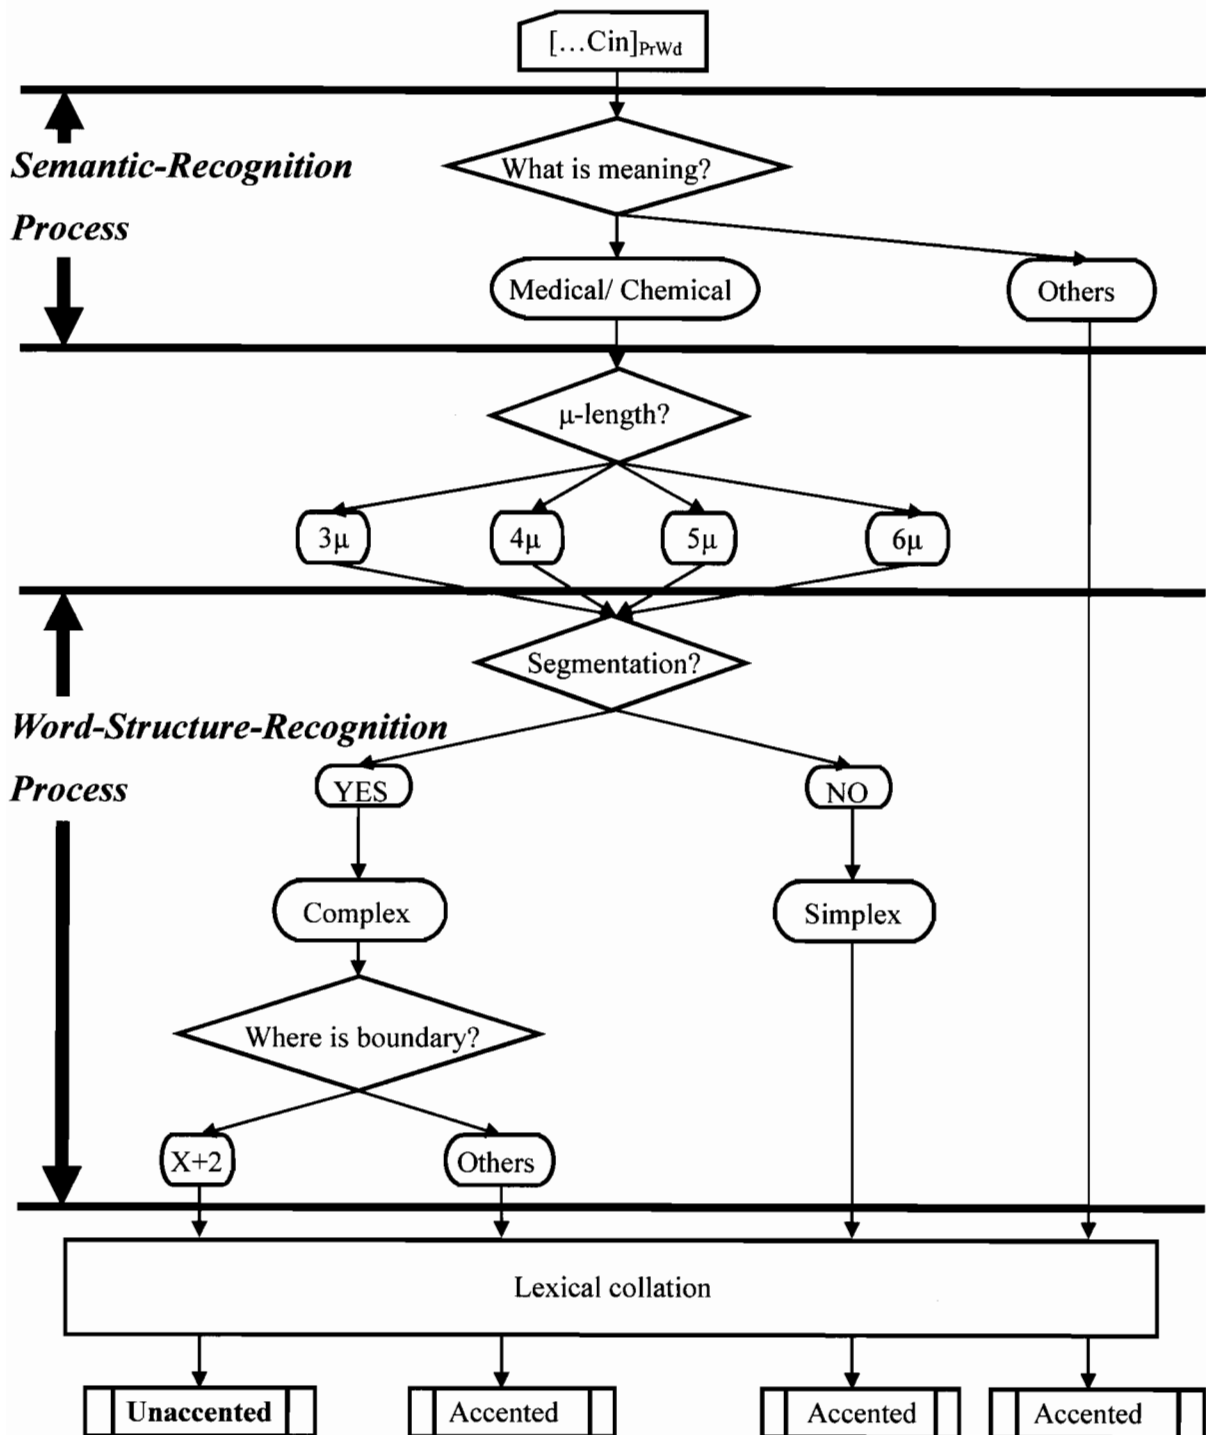 […Cin]PrWd
What is meaning?
Semantic-Recognition
Process
Medical/ Chemical
Others
μ-length?
3μ
4μ
5μ
6μ
Segmentation?
Word-Structure-Recognition
Process
YES
NO
Complex
Simplex
Where is boundary?
X+2
Others
Lexical collation
Unaccented
Accented
Accented
Accented